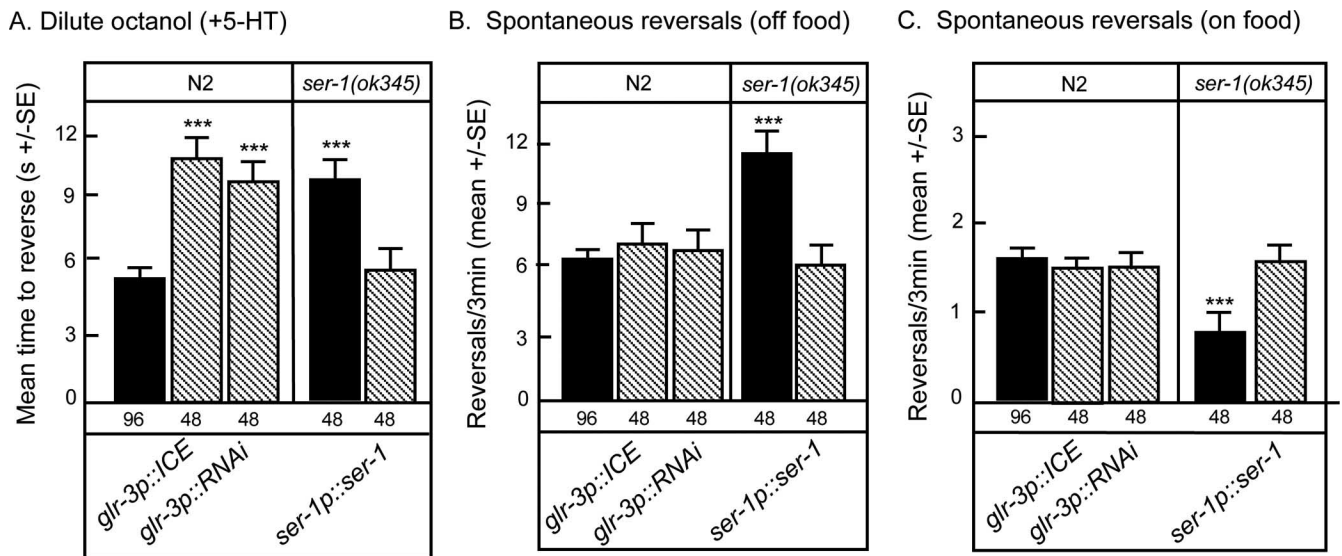 A. Dilute octanol (+5-HT)
N2
ser-1(ok345)
Mean time to reverse (s +/-SE)
12
9
6
3
0
***
***
***
96
48
48
48
48
glr-3p::ICE
glr-3p::RNAi
ser-1p::ser-1
B. Spontaneous reversals (off food)
N2
ser-1(ok345)
Reversals/3min (mean +/-SE)
12
9
6
3
0
***
96
48
48
48
48
glr-3p::ICE
glr-3p::RNAi
ser-1p::ser-1
C. Spontaneous reversals (on food)
N2
ser-1(ok345)
Reversals/3min (mean +/-SE)
3
2
1
0
***
96
48
48
48
48
glr-3p::ICE
glr-3p::RNAi
ser-1p::ser-1